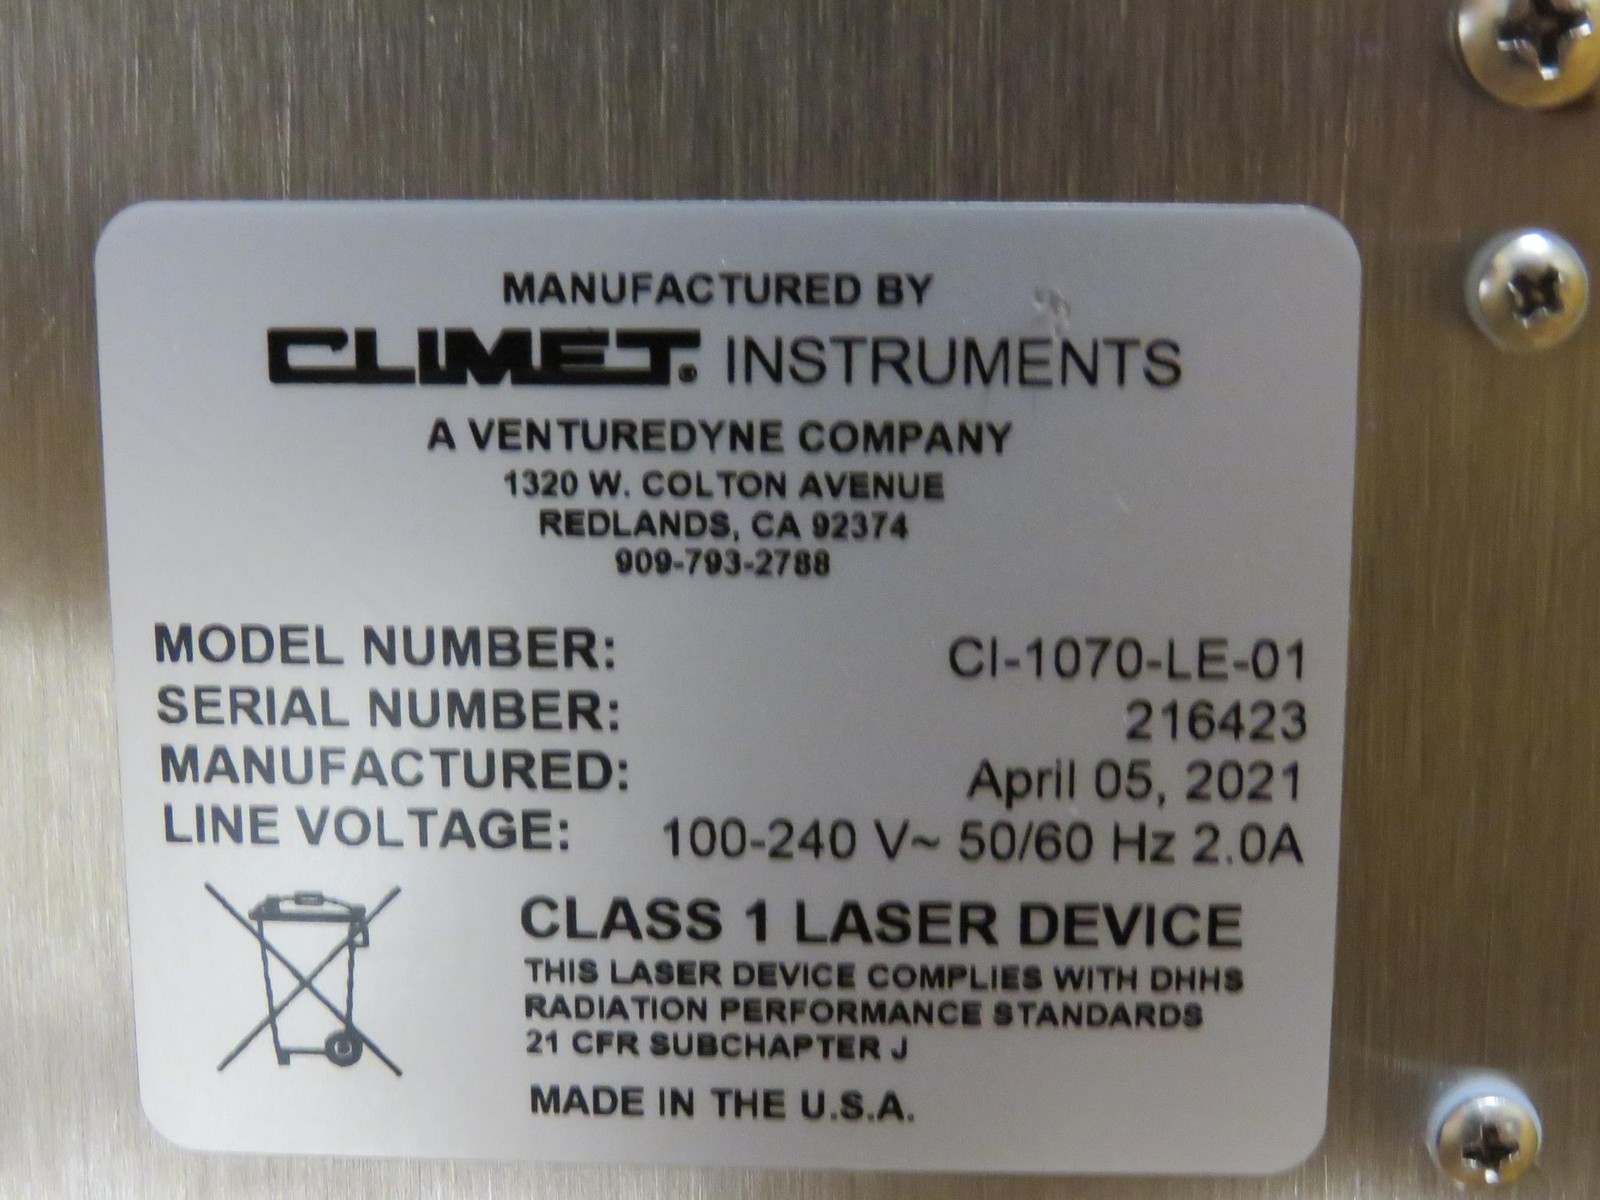 MANUFACTURED BY
CLIMET® INSTRUMENTS
A VENTUREDYNE COMPANY
1320 W. COLTON AVENUE
REDLANDS, CA 92374
909-793-2788
MODEL NUMBER: CI-1070-LE-01
SERIAL NUMBER: 216423
MANUFACTURED: April 05, 2021
LINE VOLTAGE: 100-240 V~ 50/60 Hz 2.0A
CLASS 1 LASER DEVICE
THIS LASER DEVICE COMPLIES WITH DHHS
RADIATION PERFORMANCE STANDARDS
21 CFR SUBCHAPTER J
MADE IN THE U.S.A.